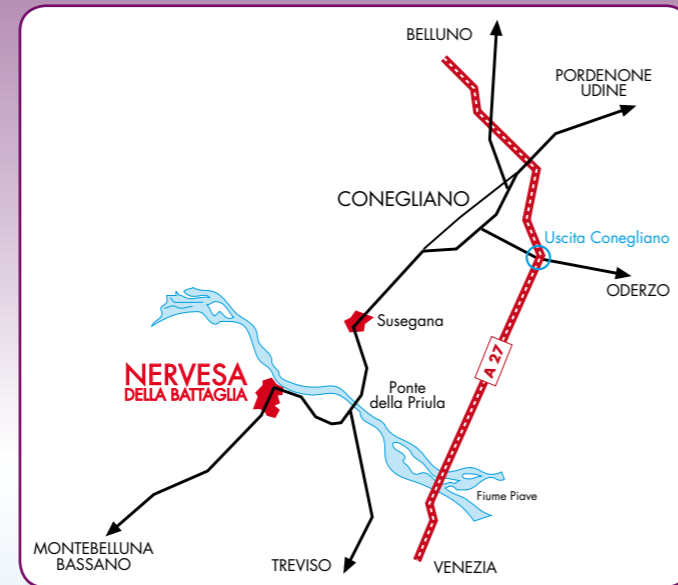 BELLUNO
PORDENONE
UDINE
CONEGLIANO
Uscita Conegliano
ODERZO
Susegana
A 27
NERVESA
DELLA BATTAGLIA
Ponte
della Priula
Fiume Piave
MONTEBELLUNA
BASSANO
TREVISO
VENEZIA